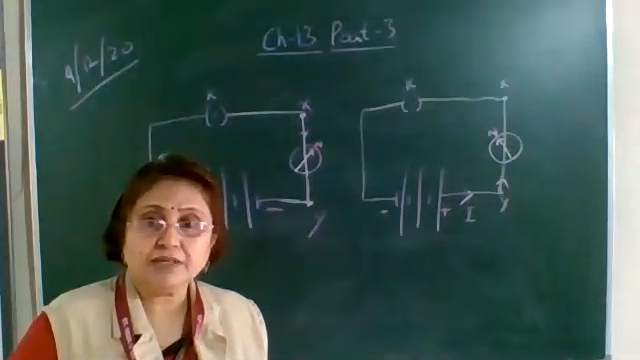 9/12/20
Ch-13 Part-3
K
X
-
Y
K
X
-
+
I
Y